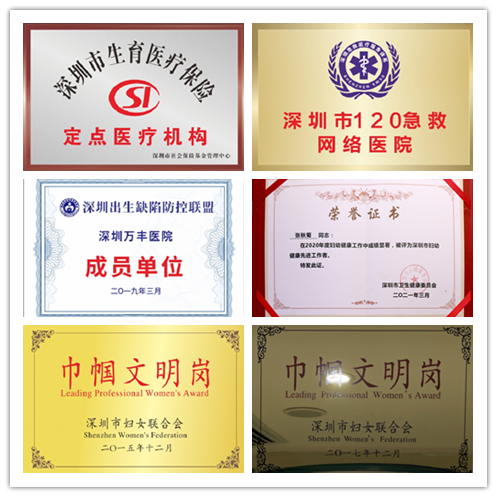 深圳市生育医疗保险
SI
定点医疗机构
深圳市社会保险基金管理中心
深圳市120急救
网络医院
深圳出生缺陷防控联盟
深圳万丰医院
成员单位
二〇一九年三月
荣誉证书
张秋菊 同志:
在2020年度妇幼健康工作中成绩显著,被评为深圳市妇幼
健康先进工作者。
特发此证。
深圳市卫生健康委员会
二〇二一年三月
巾帼文明岗
Leading Professional Women's Award
深圳市妇女联合会
Shenzhen Women's Federation
二〇一五年十二月
巾帼文明岗
Leading Professional Women's Award
深圳市妇女联合会
Shenzhen Women's Federation
二〇一七年十二月